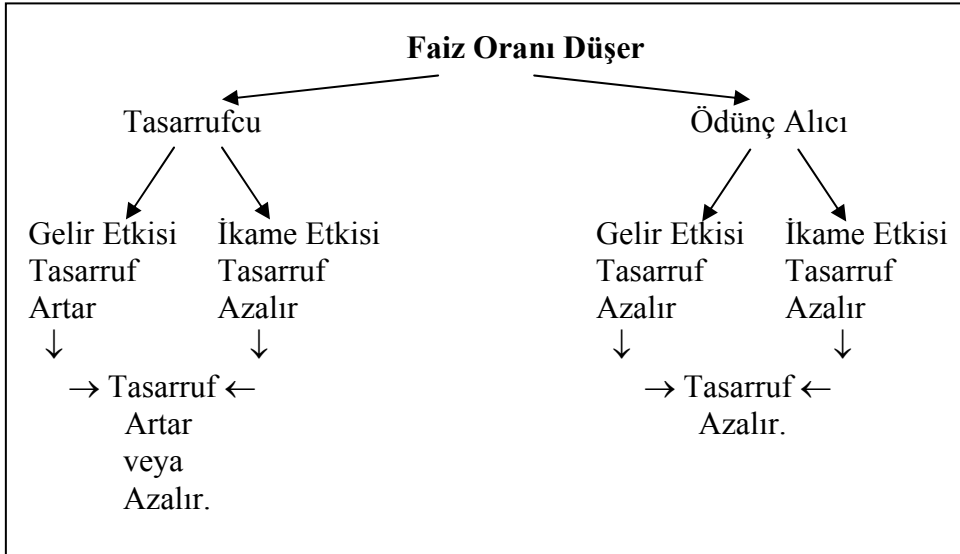 Faiz Oranı Düşer
Tasarrufcu
Ödünç Alıcı
Gelir Etkisi
Tasarruf
Artar
↓
İkame Etkisi
Tasarruf
Azalır
↓
→ Tasarruf ←
Artar
veya
Azalır.
Gelir Etkisi
Tasarruf
Azalır
↓
İkame Etkisi
Tasarruf
Azalır
↓
→ Tasarruf ←
Azalır.